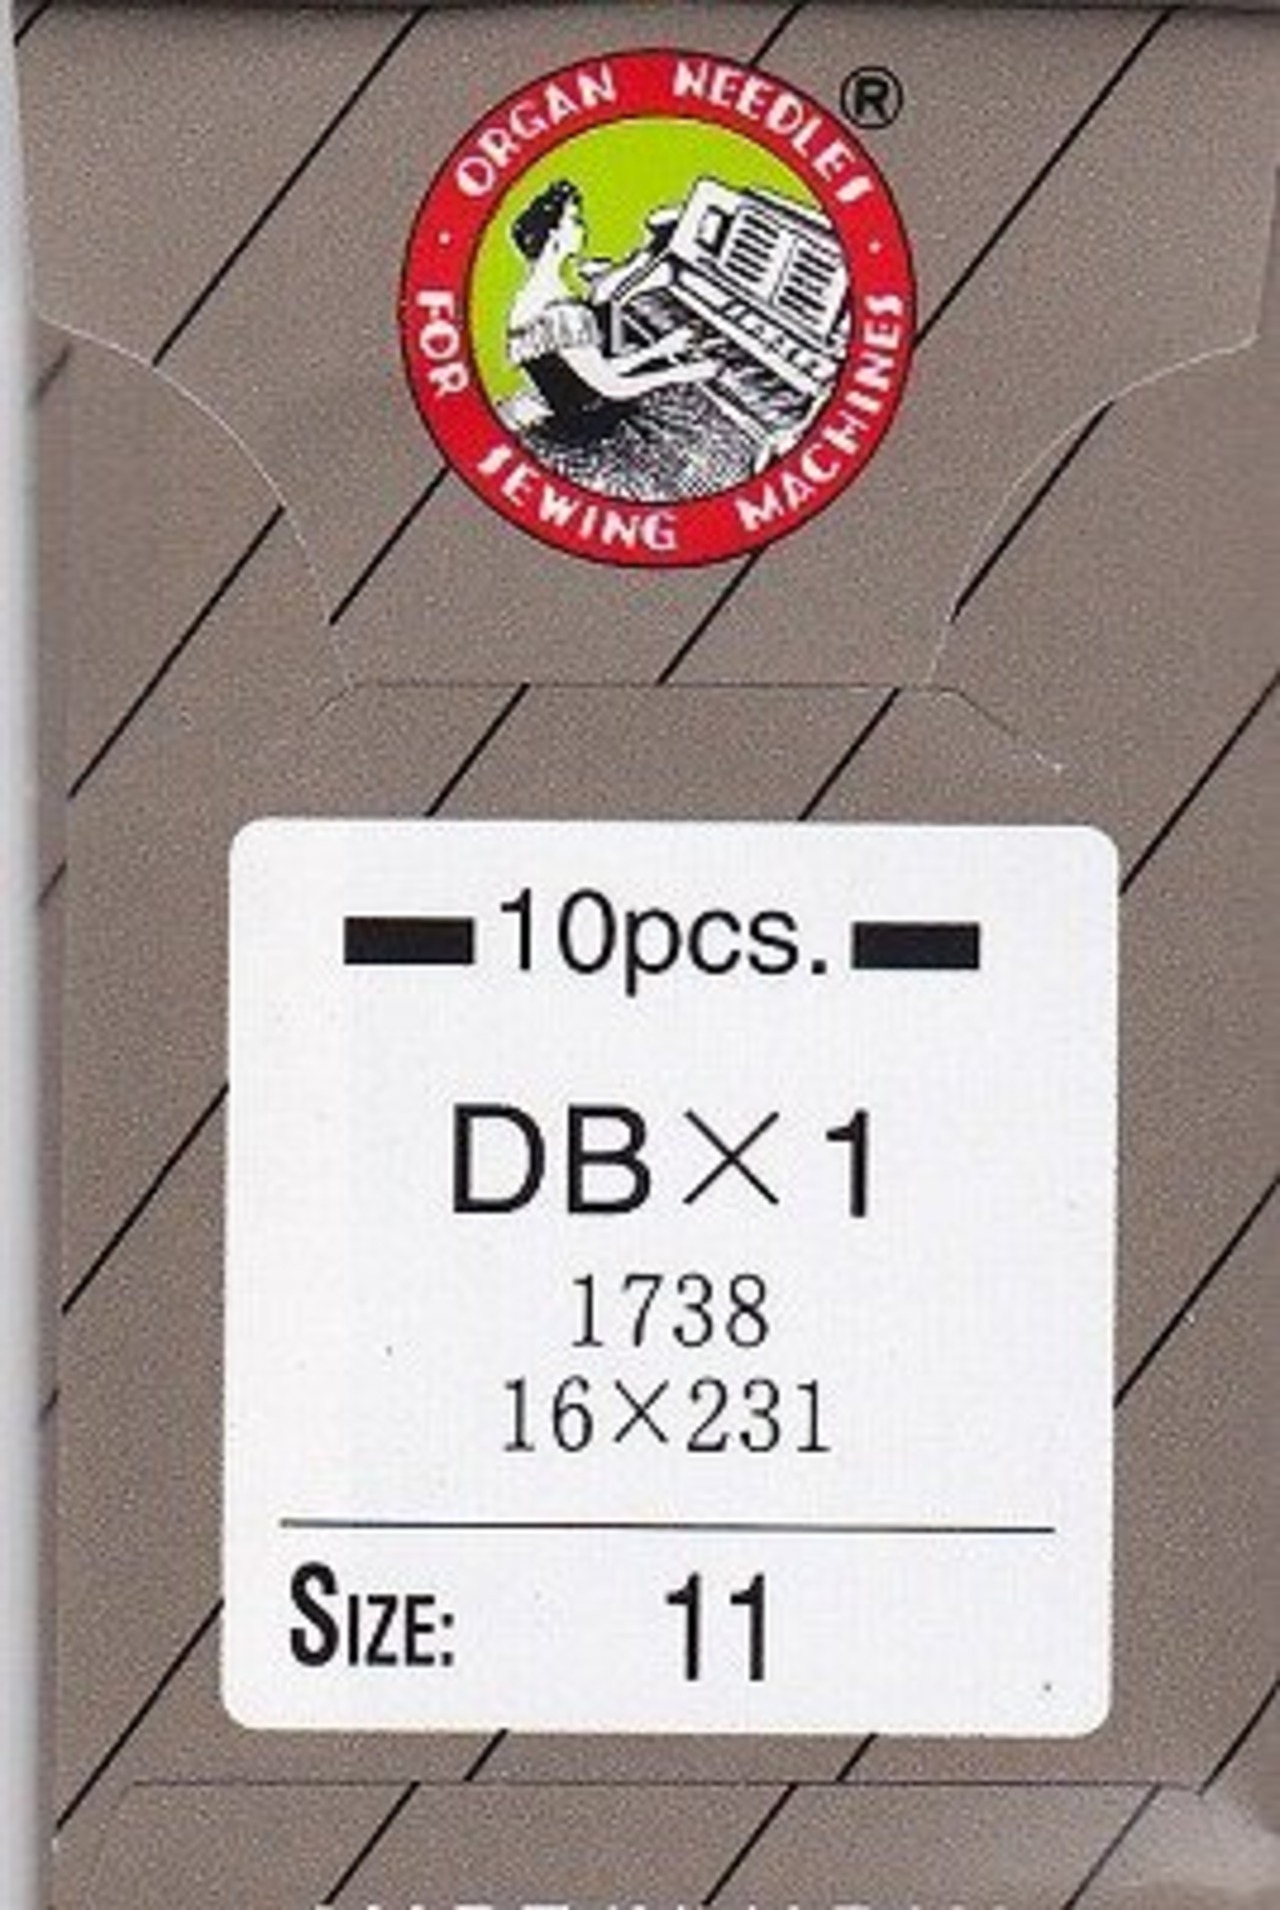 ORGAN NEEDLES ®
· FOR SEWING MACHINES ·
10pcs.
DB×1
1738
16×231
SIZE: 11